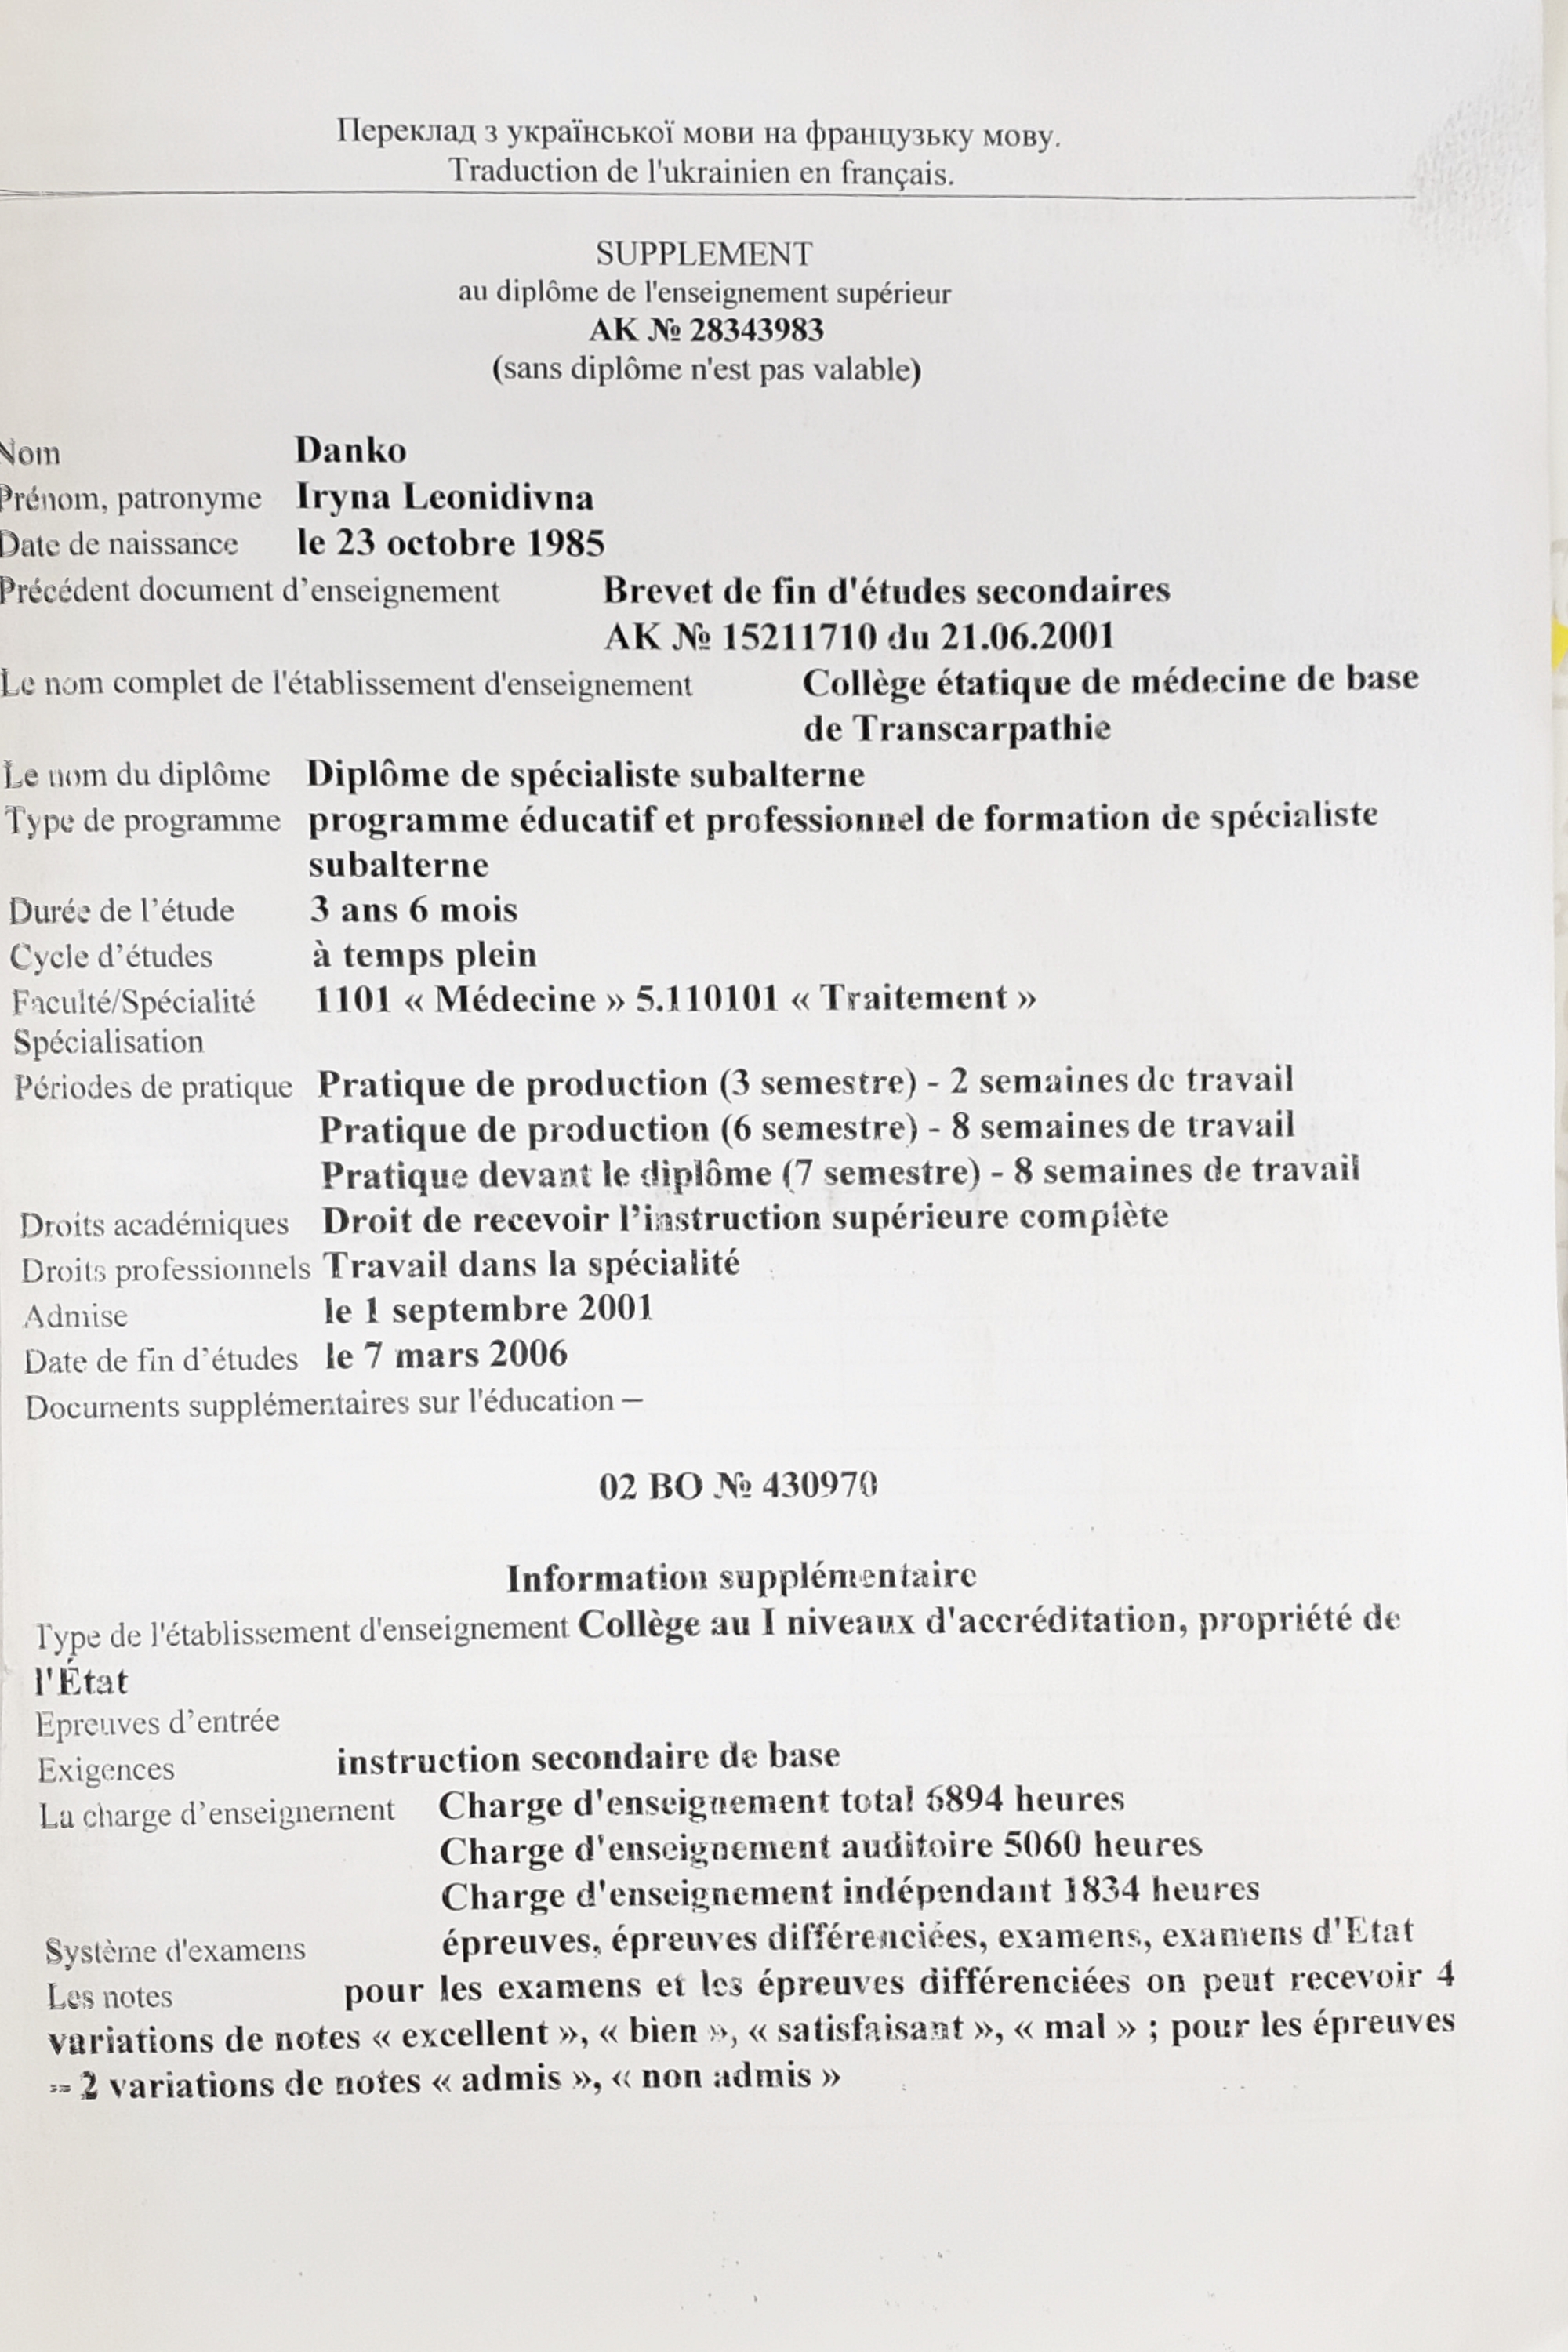 Переклад з української мови на французьку мову.
Traduction de l'ukrainien en français.
SUPPLEMENT
au diplôme de l'enseignement supérieur
AK № 28343983
(sans diplôme n'est pas valable)
Nom Danko
Prénom, patronyme Iryna Leonidivna
Date de naissance le 23 octobre 1985
Précédent document d’enseignement Brevet de fin d'études secondaires
AK № 15211710 du 21.06.2001
Le nom complet de l'établissement d'enseignement Collège étatique de médecine de base
de Transcarpathie
Le nom du diplôme Diplôme de spécialiste subalterne
Type de programme programme éducatif et professionnel de formation de spécialiste
subalterne
Durée de l’étude 3 ans 6 mois
Cycle d’études à temps plein
Faculté/Spécialité 1101 « Médecine » 5.110101 « Traitement »
Spécialisation
Périodes de pratique Pratique de production (3 semestre) - 2 semaines de travail
Pratique de production (6 semestre) - 8 semaines de travail
Pratique devant le diplôme (7 semestre) - 8 semaines de travail
Droits académiques Droit de recevoir l’instruction supérieure complète
Droits professionnels Travail dans la spécialité
Admise le 1 septembre 2001
Date de fin d’études le 7 mars 2006
Documents supplémentaires sur l'éducation –
02 BO № 430970
Information supplémentaire
Type de l'établissement d'enseignement Collège au I niveaux d'accréditation, propriété de
l'État
Epreuves d’entrée
Exigences instruction secondaire de base
La charge d’enseignement Charge d'enseignement total 6894 heures
Charge d'enseignement auditoire 5060 heures
Charge d'enseignement indépendant 1834 heures
Système d'examens épreuves, épreuves différenciées, examens, examens d'Etat
Les notes pour les examens et les épreuves différenciées on peut recevoir 4
variations de notes « excellent », « bien », « satisfaisant », « mal » ; pour les épreuves
– 2 variations de notes « admis », « non admis »